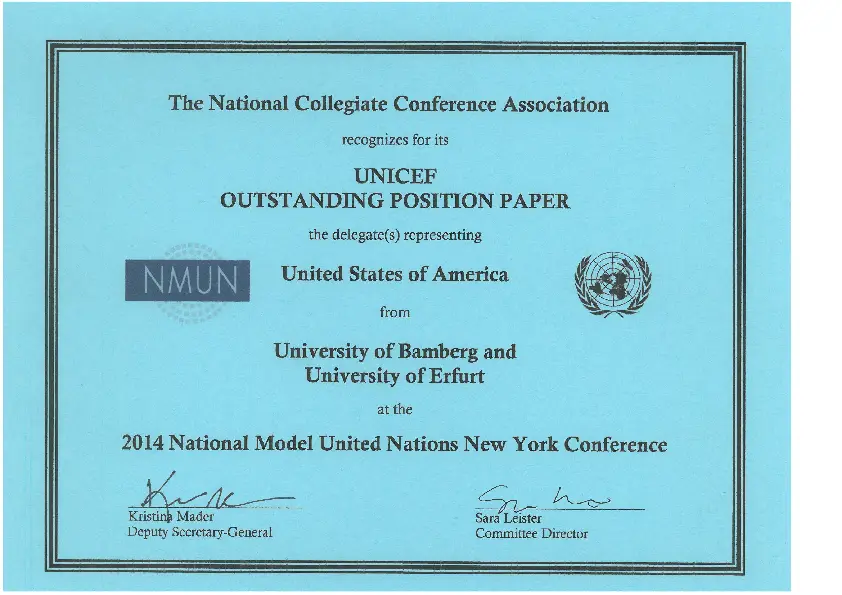 The National Collegiate Conference Association
recognizes for its
UNICEF
OUTSTANDING POSITION PAPER
the delegate(s) representing
NMUN
United States of America
from
University of Bamberg and
University of Erfurt
at the
2014 National Model United Nations New York Conference
Kristina Mader
Deputy Secretary-General
Sara Leister
Committee Director